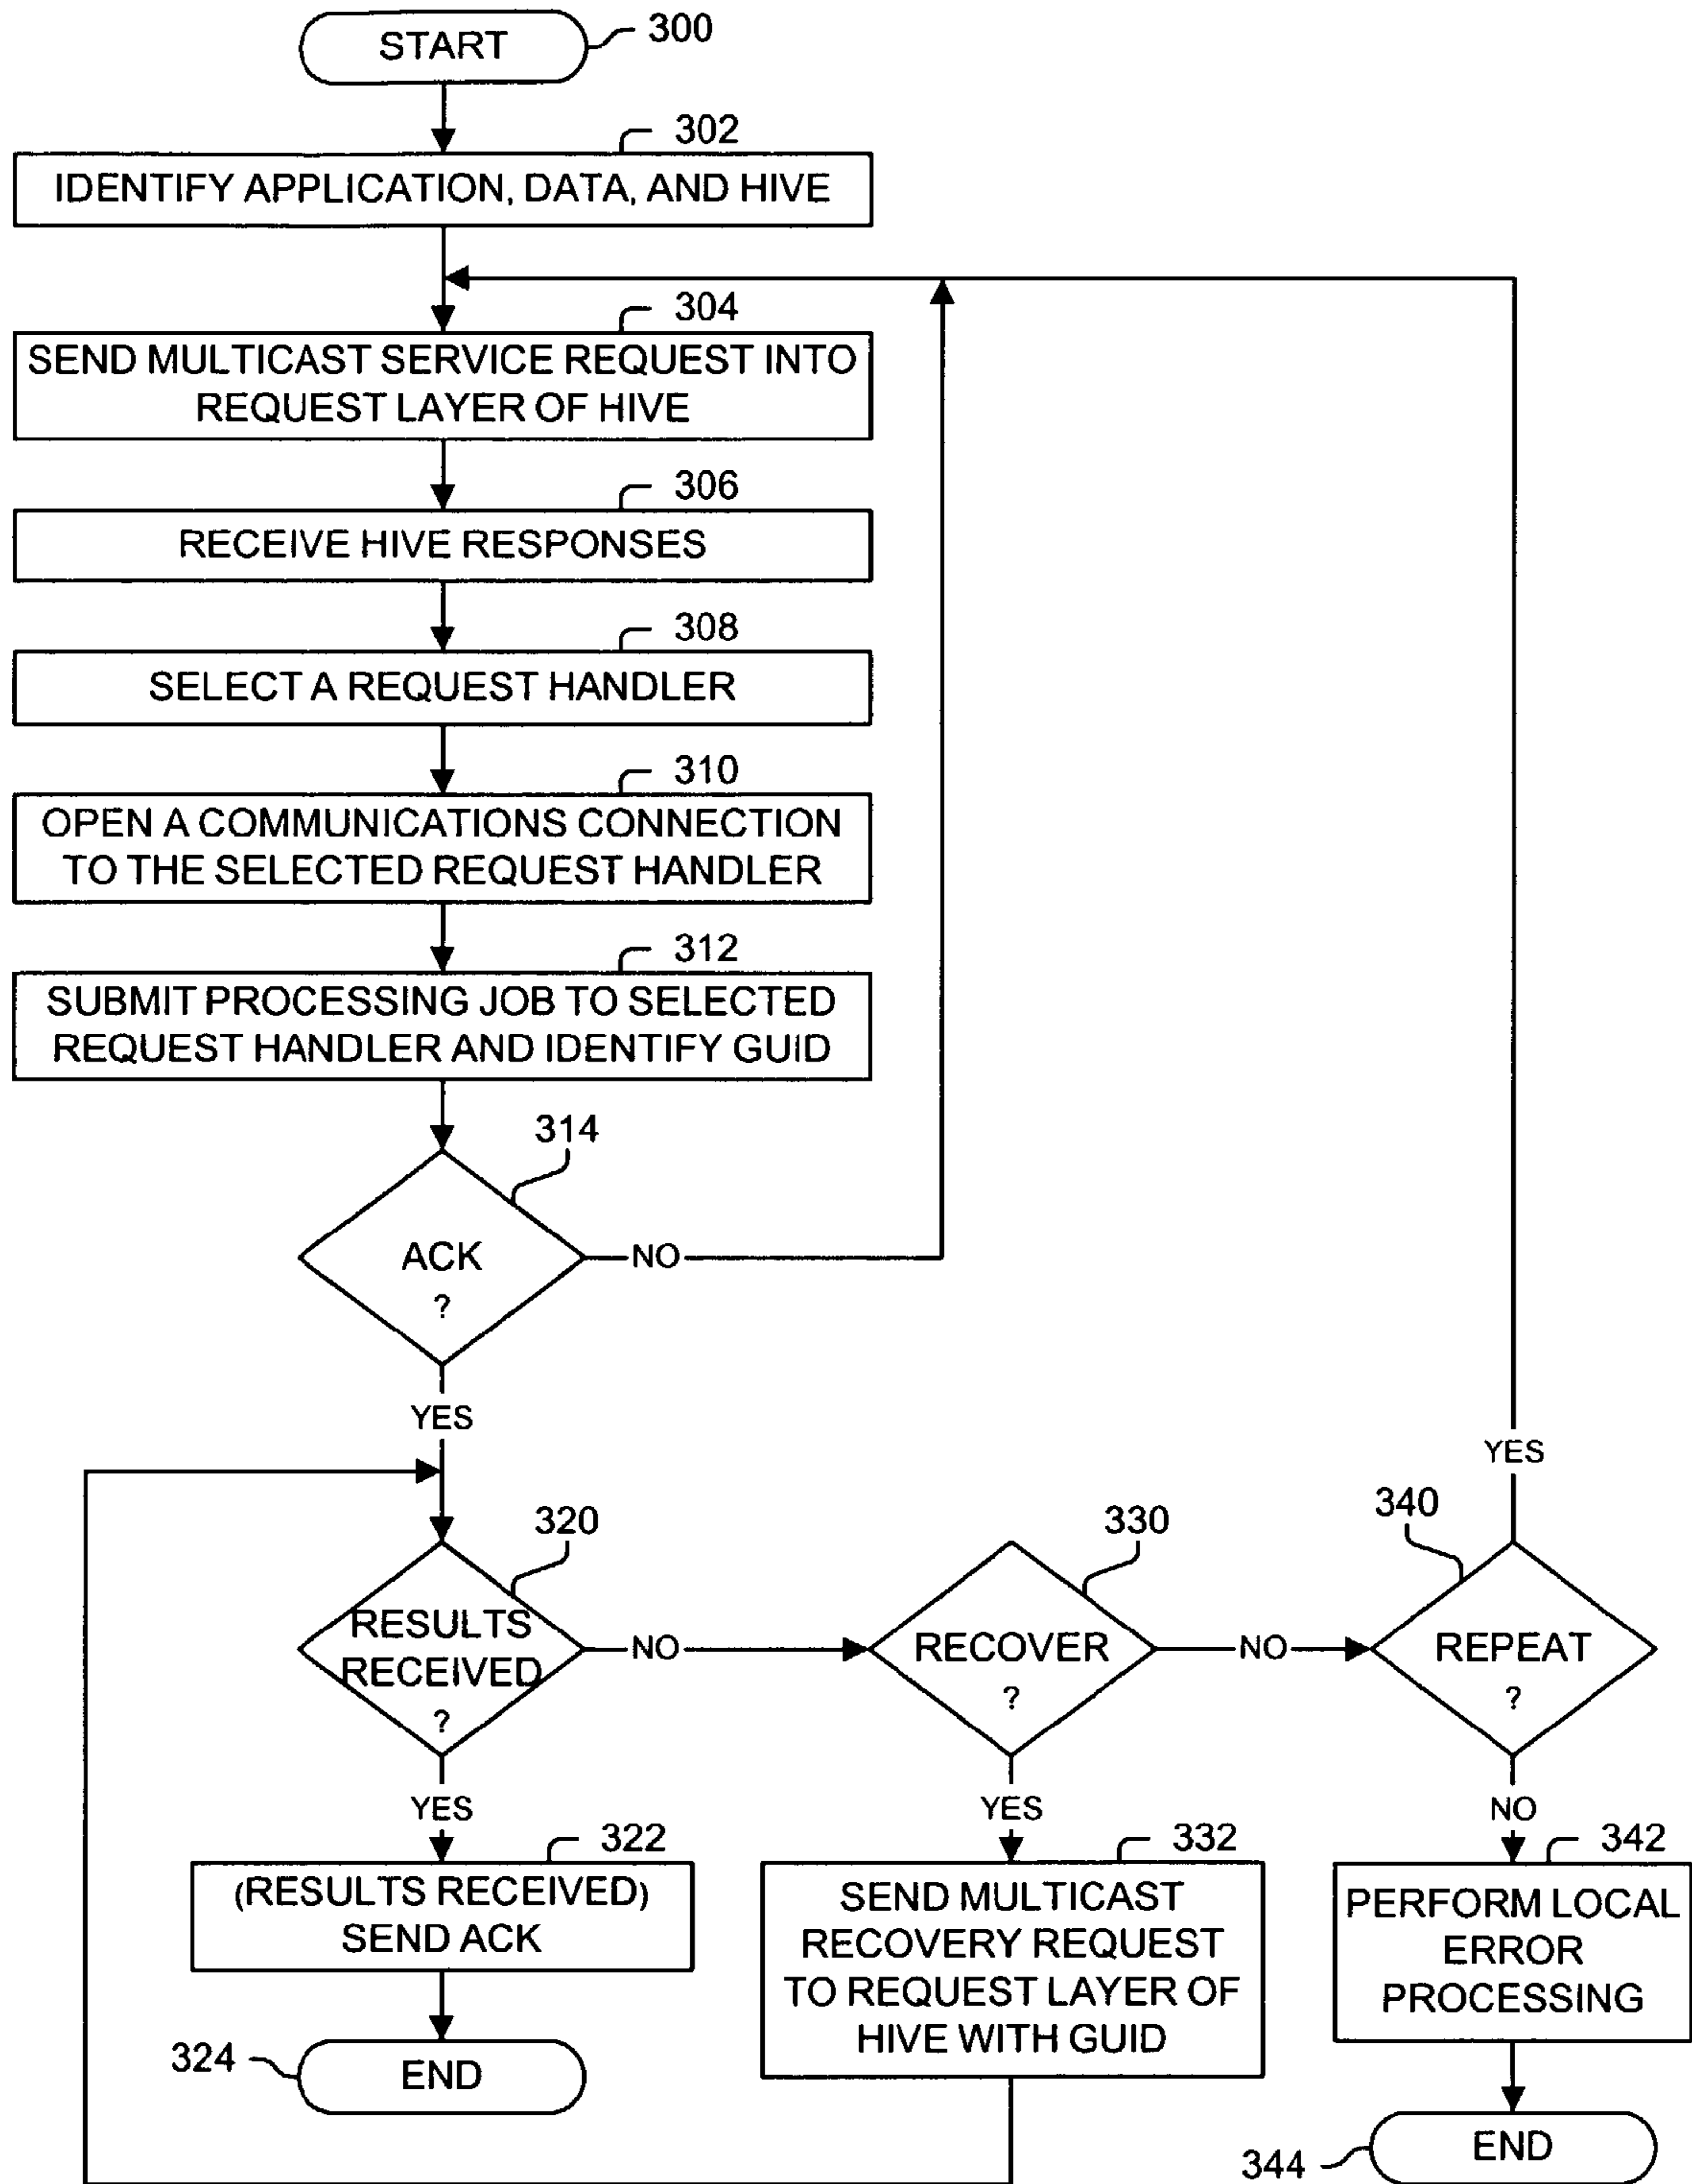 START
300
302
IDENTIFY APPLICATION, DATA, AND HIVE
304
SEND MULTICAST SERVICE REQUEST INTO
REQUEST LAYER OF HIVE
306
RECEIVE HIVE RESPONSES
308
SELECT A REQUEST HANDLER
310
OPEN A COMMUNICATIONS CONNECTION
TO THE SELECTED REQUEST HANDLER
312
SUBMIT PROCESSING JOB TO SELECTED
REQUEST HANDLER AND IDENTIFY GUID
314
ACK
?
NO
YES
320
RESULTS
RECEIVED
?
NO
330
RECOVER
?
NO
340
REPEAT
?
YES
YES
322
(RESULTS RECEIVED)
SEND ACK
324
END
YES
332
SEND MULTICAST
RECOVERY REQUEST
TO REQUEST LAYER OF
HIVE WITH GUID
NO
342
PERFORM LOCAL
ERROR
PROCESSING
344
END